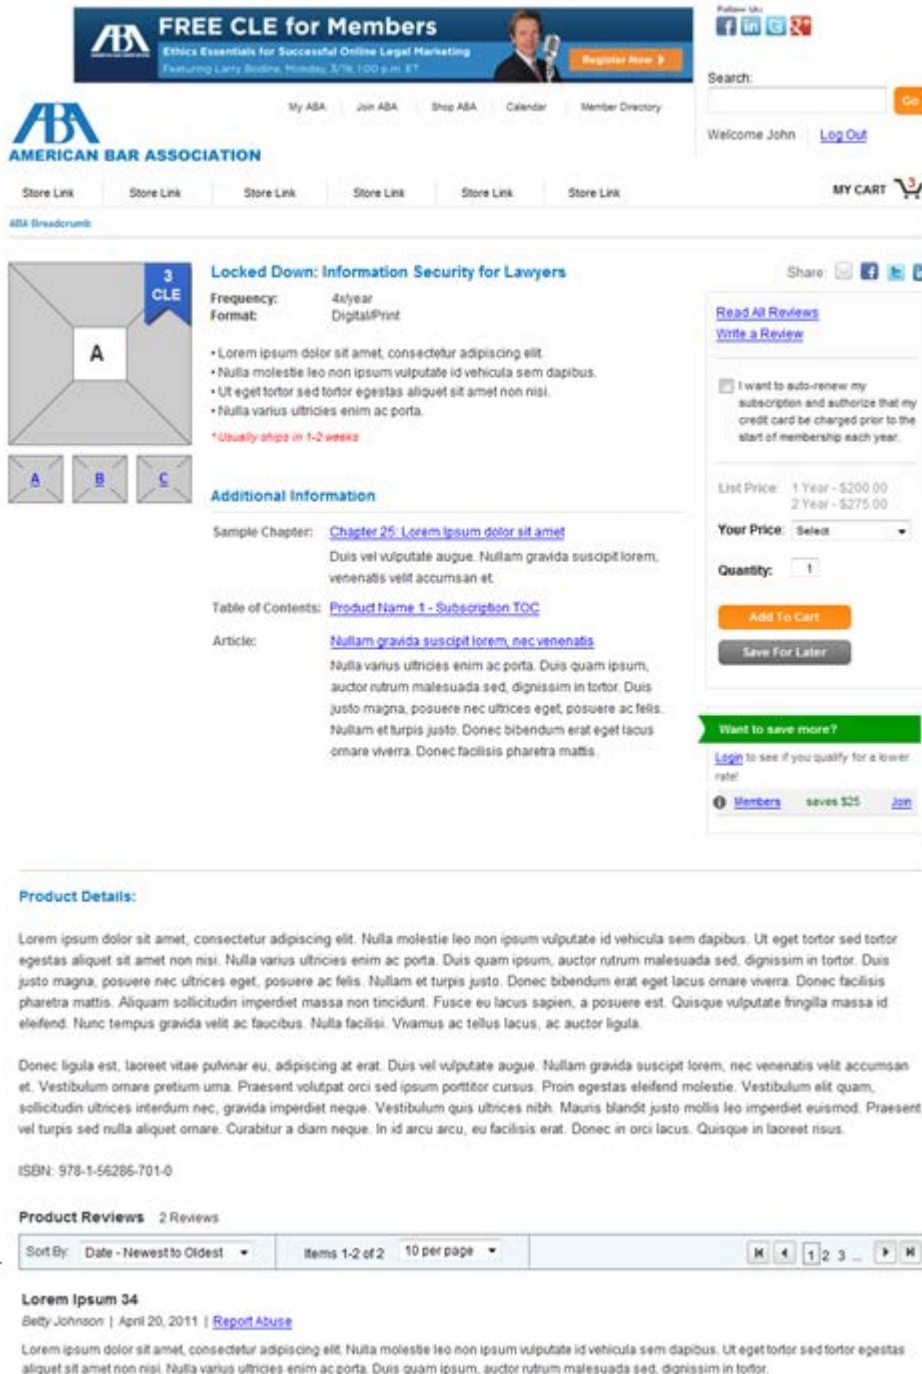 Follow Us:
ABA
FREE CLE for Members
Ethics Essentials for Successful Online Legal Marketing
Featuring Larry Bodine, Monday, 3/19, 1:00 p.m. ET
Register Now
Search:
Go
My ABA Join ABA Shop ABA Calendar Member Directory
Welcome John Log Out
ABA
AMERICAN BAR ASSOCIATION
Store Link Store Link Store Link Store Link Store Link Store Link
MY CART 3
ABA Breadcrumb
3
CLE
A
A B C
Locked Down: Information Security for Lawyers
Frequency: 4x/year
Format: Digital/Print
• Lorem ipsum dolor sit amet, consectetur adipiscing elit.
• Nulla molestie leo non ipsum vulputate id vehicula sem dapibus.
• Ut eget tortor sed tortor egestas aliquet sit amet non nisi.
• Nulla varius ultricies enim ac porta.
* Usually ships in 1-2 weeks
Additional Information
Sample Chapter: Chapter 25: Lorem Ipsum dolor sit amet
Duis vel vulputate augue. Nullam gravida suscipit lorem,
venenatis velit accumsan et.
Table of Contents: Product Name 1 - Subscription TOC
Article: Nullam gravida suscipit lorem, nec venenatis
Nulla varius ultricies enim ac porta. Duis quam ipsum,
auctor rutrum malesuada sed, dignissim in tortor. Duis
justo magna, posuere nec ultrices eget, posuere ac felis.
Nullam et turpis justo. Donec bibendum erat eget lacus
ornare viverra. Donec facilisis pharetra mattis.
Share:
Read All Reviews
Write a Review
I want to auto-renew my
subscription and authorize that my
credit card be charged prior to the
start of membership each year.
List Price: 1 Year - $200.00
2 Year - $275.00
Your Price: Select
Quantity: 1
Add To Cart
Save For Later
Want to save more?
Login to see if you qualify for a lower
rate!
Members saves $25 Join
Product Details:
Lorem ipsum dolor sit amet, consectetur adipiscing elit. Nulla molestie leo non ipsum vulputate id vehicula sem dapibus. Ut eget tortor sed tortor
egestas aliquet sit amet non nisi. Nulla varius ultricies enim ac porta. Duis quam ipsum, auctor rutrum malesuada sed, dignissim in tortor. Duis
justo magna, posuere nec ultrices eget, posuere ac felis. Nullam et turpis justo. Donec bibendum erat eget lacus ornare viverra. Donec facilisis
pharetra mattis. Aliquam sollicitudin imperdiet massa non tincidunt. Fusce eu lacus sapien, a posuere est. Quisque vulputate fringilla massa id
eleifend. Nunc tempus gravida velit ac faucibus. Nulla facilisi. Vivamus ac tellus lacus, ac auctor ligula.
Donec ligula est, laoreet vitae pulvinar eu, adipiscing at erat. Duis vel vulputate augue. Nullam gravida suscipit lorem, nec venenatis velit accumsan
et. Vestibulum ornare pretium urna. Praesent volutpat orci sed ipsum porttitor cursus. Proin egestas eleifend molestie. Vestibulum elit quam,
sollicitudin ultrices interdum nec, gravida imperdiet neque. Vestibulum quis ultrices nibh. Mauris blandit justo mollis leo imperdiet euismod. Praesent
vel turpis sed nulla aliquet ornare. Curabitur a diam neque. In id arcu arcu, eu facilisis erat. Donec in orci lacus. Quisque in laoreet risus.
ISBN: 978-1-56286-701-0
Product Reviews 2 Reviews
Sort By: Date - Newest to Oldest Items 1-2 of 2 10 per page 1 2 3 ...
Lorem Ipsum 34
Betty Johnson | April 20, 2011 | Report Abuse
Lorem ipsum dolor sit amet, consectetur adipiscing elit. Nulla molestie leo non ipsum vulputate id vehicula sem dapibus. Ut eget tortor sed tortor egestas
aliquet sit amet non nisi. Nulla varius ultricies enim ac porta. Duis quam ipsum, auctor rutrum malesuada sed, dignissim in tortor.